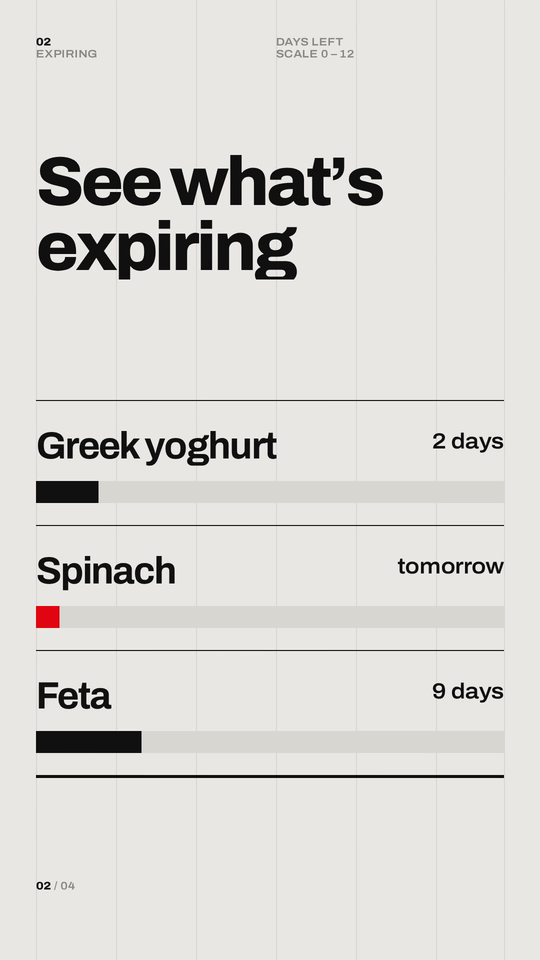 02
EXPIRING
DAYS LEFT
SCALE 0 – 12
See what’s
expiring
Greek yoghurt
2 days
Spinach
tomorrow
Feta
9 days
02 / 04